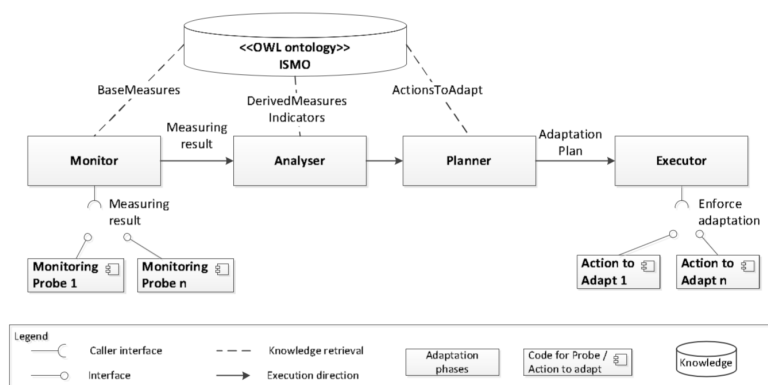 <<OWL ontology>>
ISMO
BaseMeasures
DerivedMeasures
Indicators
ActionsToAdapt
Measuring
result
Adaptation
Plan
Monitor
Analyser
Planner
Executor
Measuring
result
Enforce
adaptation
Monitoring
Probe 1
Monitoring
Probe n
Action to
Adapt 1
Action to
Adapt n
Legend
Caller interface
Knowledge retrieval
Interface
Execution direction
Adaptation
phases
Code for Probe /
Action to adapt
Knowledge